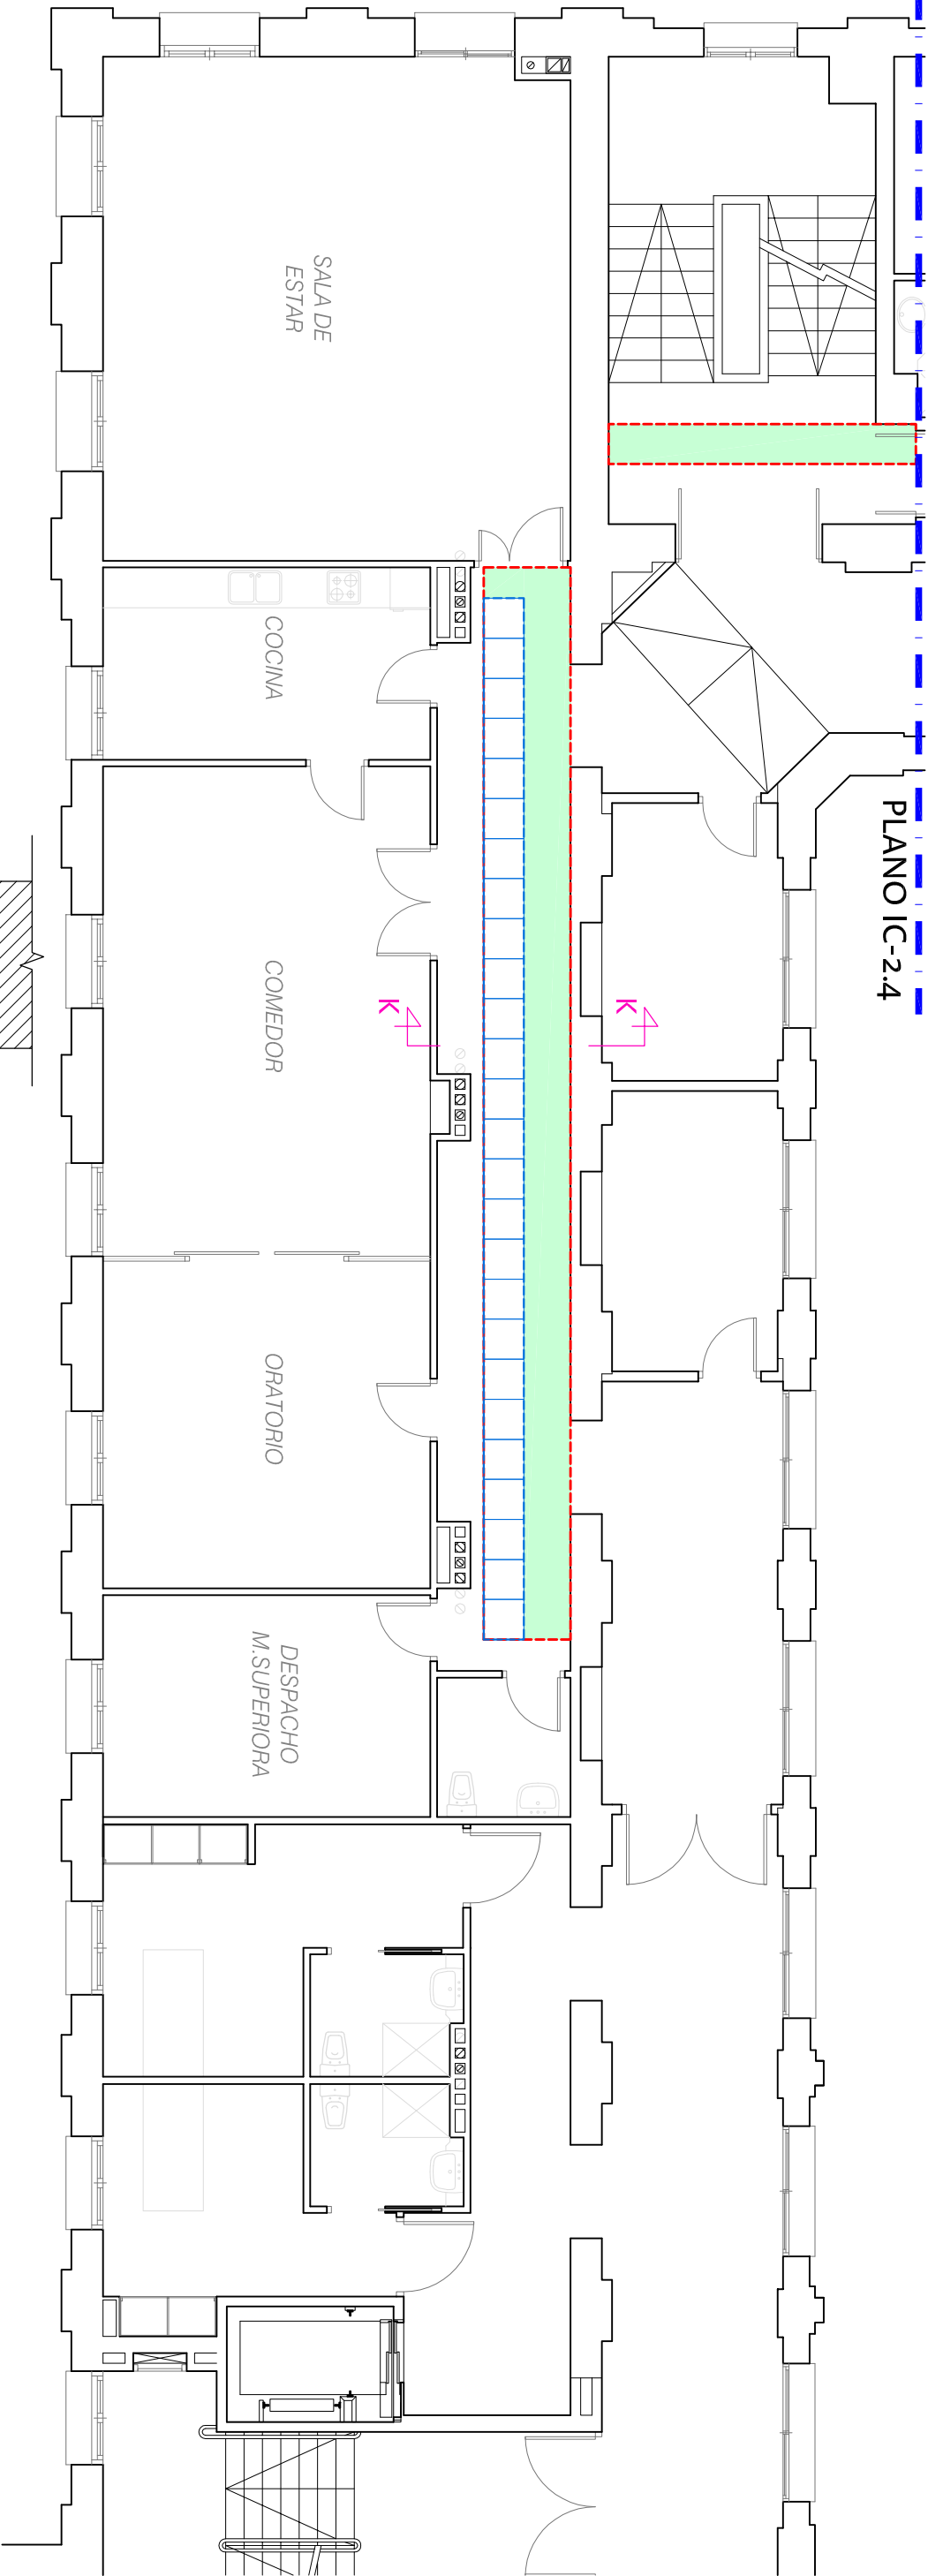 SALA DE
ESTAR
COCINA
PLANO IC-2.4
COMEDOR
K
K
ORATORIO
DESPACHO
M.SUPERIORA